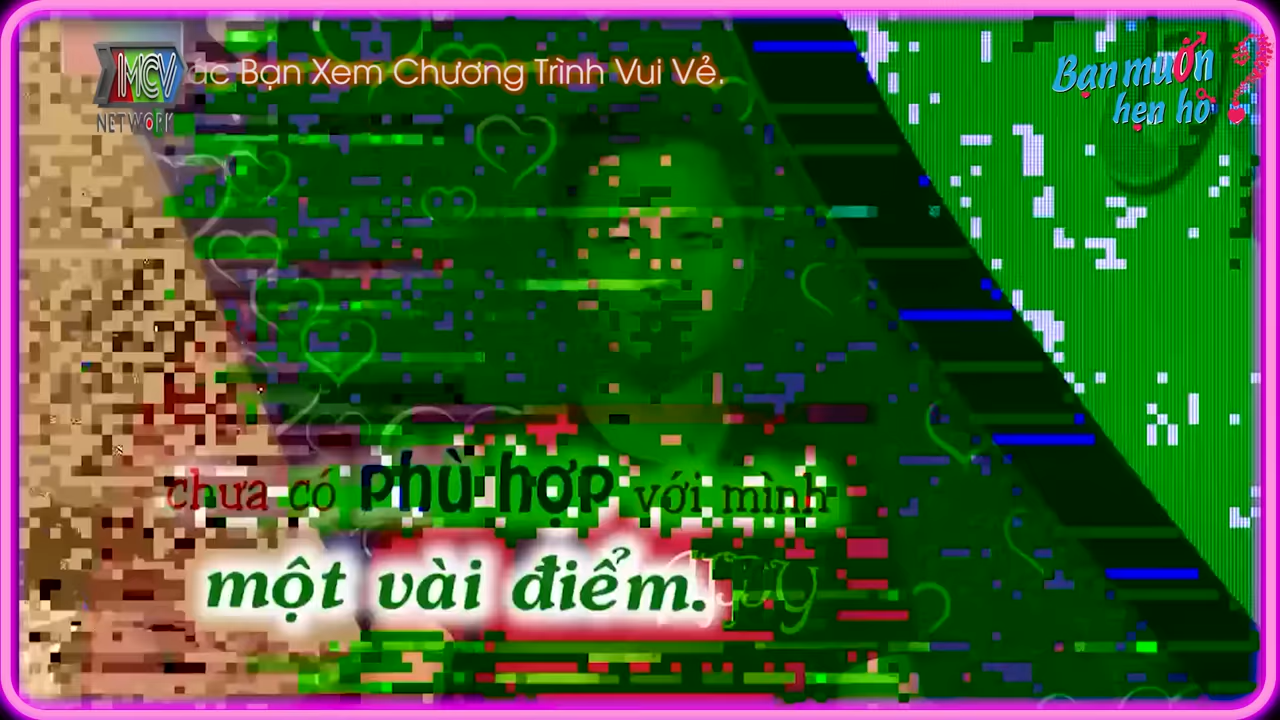 ác Bạn Xem Chương Trình Vui Vẻ.
MCV
NETWORK
Bạn muốn
hẹn hò
chưa có phù hợp với mình
một vài điểm.